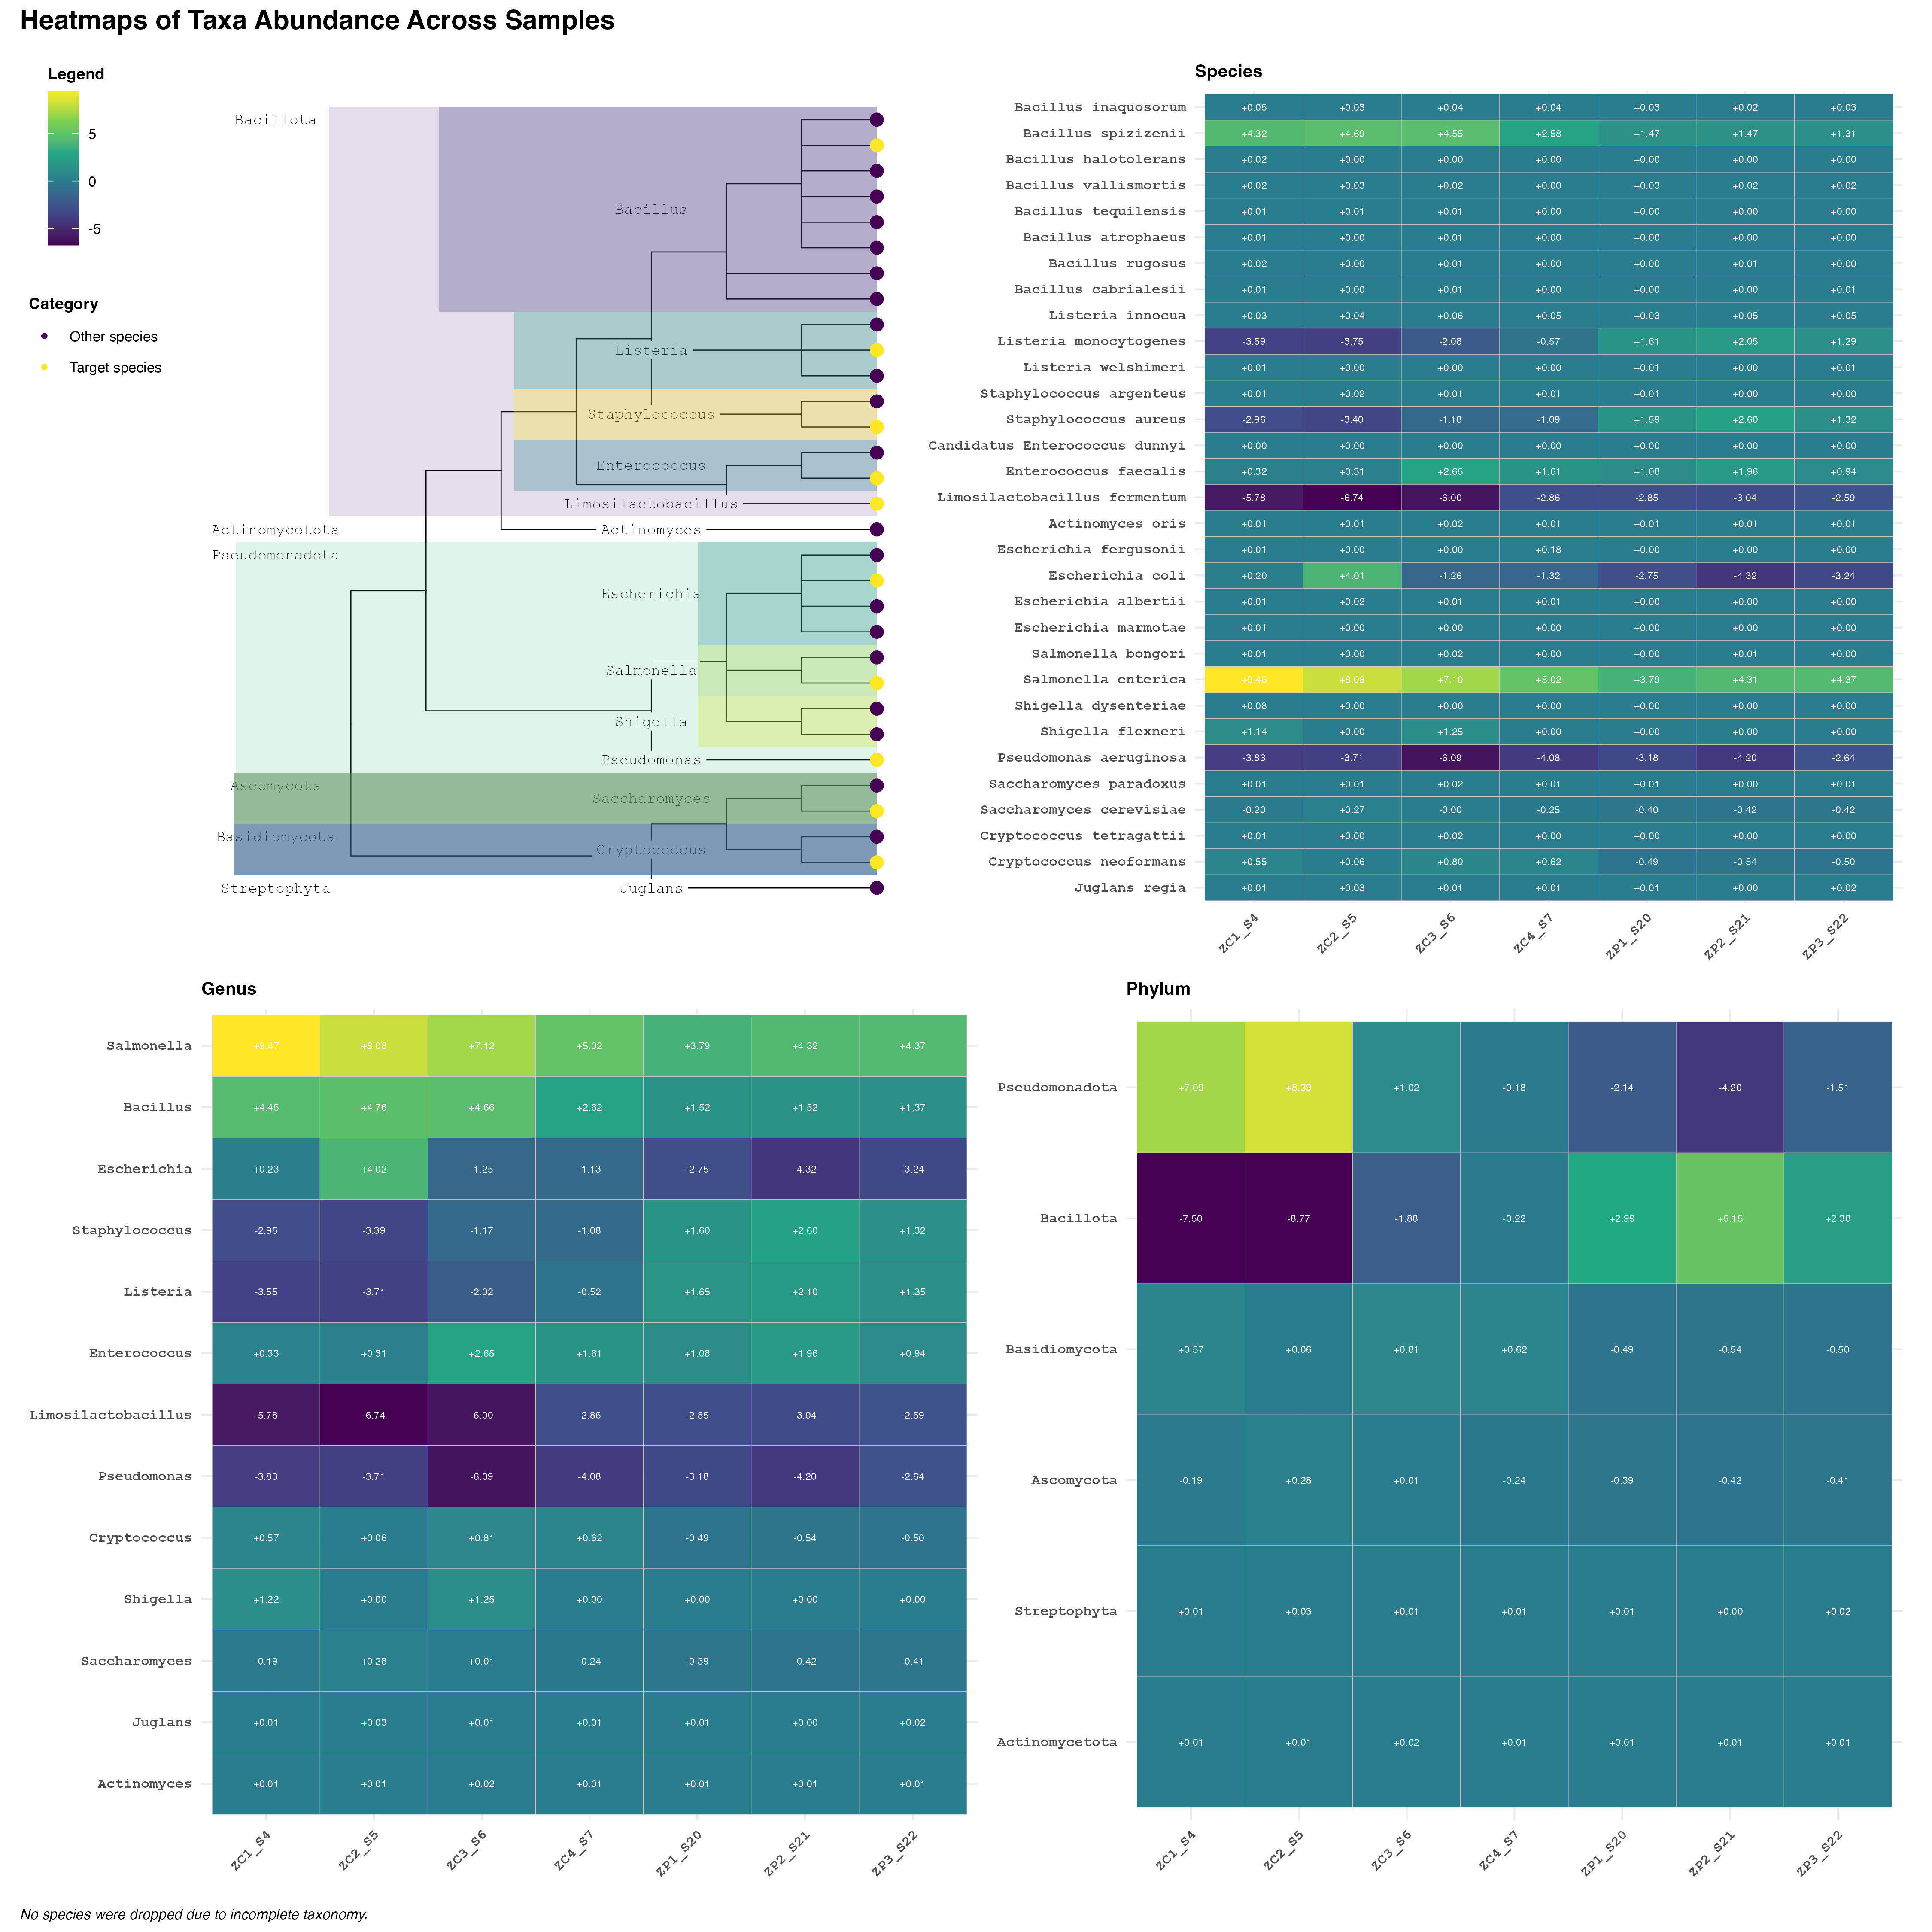 Heatmaps of Taxa Abundance Across Samples
Legend
5
0
-5
Category
Other species
Target species
Bacillota
Bacillus
Listeria
Staphylococcus
Enterococcus
Limosilactobacillus
Actinomycetota
Actinomyces
Pseudomonadota
Escherichia
Salmonella
Shigella
Pseudomonas
Ascomycota
Saccharomyces
Basidiomycota
Cryptococcus
Streptophyta
Juglans
Species
Bacillus inaquosorum +0.05 +0.03 +0.04 +0.04 +0.03 +0.02 +0.03
Bacillus spizizenii +4.32 +4.69 +4.55 +2.58 +1.47 +1.47 +1.31
Bacillus halotolerans +0.02 +0.00 +0.00 +0.00 +0.00 +0.00 +0.00
Bacillus vallismortis +0.02 +0.03 +0.02 +0.00 +0.03 +0.02 +0.02
Bacillus tequilensis +0.01 +0.01 +0.01 +0.00 +0.00 +0.00 +0.00
Bacillus atrophaeus +0.01 +0.00 +0.01 +0.00 +0.00 +0.00 +0.00
Bacillus rugosus +0.02 +0.00 +0.01 +0.00 +0.00 +0.01 +0.00
Bacillus cabrialesii +0.01 +0.00 +0.01 +0.00 +0.00 +0.00 +0.01
Listeria innocua +0.03 +0.04 +0.06 +0.05 +0.03 +0.05 +0.05
Listeria monocytogenes -3.59 -3.75 -2.08 -0.57 +1.61 +2.05 +1.29
Listeria welshimeri +0.01 +0.00 +0.00 +0.00 +0.01 +0.00 +0.01
Staphylococcus argenteus +0.01 +0.02 +0.01 +0.01 +0.01 +0.00 +0.00
Staphylococcus aureus -2.96 -3.40 -1.18 -1.09 +1.59 +2.60 +1.32
Candidatus Enterococcus dunnyi +0.00 +0.00 +0.00 +0.00 +0.00 +0.00 +0.00
Enterococcus faecalis +0.32 +0.31 +2.65 +1.61 +1.08 +1.96 +0.94
Limosilactobacillus fermentum -5.78 -6.74 -6.00 -2.86 -2.85 -3.04 -2.59
Actinomyces oris +0.01 +0.01 +0.02 +0.01 +0.01 +0.01 +0.01
Escherichia fergusonii +0.01 +0.00 +0.00 +0.18 +0.00 +0.00 +0.00
Escherichia coli +0.20 +4.01 -1.26 -1.32 -2.75 -4.32 -3.24
Escherichia albertii +0.01 +0.02 +0.01 +0.01 +0.00 +0.00 +0.00
Escherichia marmotae +0.01 +0.00 +0.00 +0.00 +0.00 +0.00 +0.00
Salmonella bongori +0.01 +0.00 +0.02 +0.00 +0.00 +0.01 +0.00
Salmonella enterica +9.46 +8.08 +7.10 +5.02 +3.79 +4.31 +4.37
Shigella dysenteriae +0.08 +0.00 +0.00 +0.00 +0.00 +0.00 +0.00
Shigella flexneri +1.14 +0.00 +1.25 +0.00 +0.00 +0.00 +0.00
Pseudomonas aeruginosa -3.83 -3.71 -6.09 -4.08 -3.18 -4.20 -2.64
Saccharomyces paradoxus +0.01 +0.01 +0.02 +0.01 +0.01 +0.00 +0.01
Saccharomyces cerevisiae -0.20 +0.27 -0.00 -0.25 -0.40 -0.42 -0.42
Cryptococcus tetragattii +0.01 +0.00 +0.02 +0.00 +0.00 +0.00 +0.00
Cryptococcus neoformans +0.55 +0.06 +0.80 +0.62 -0.49 -0.54 -0.50
Juglans regia +0.01 +0.03 +0.01 +0.01 +0.01 +0.00 +0.02
ZC1_S4 ZC2_S5 ZC3_S6 ZC4_S7 ZP1_S20 ZP2_S21 ZP3_S22
Genus
Salmonella +9.47 +8.08 +7.12 +5.02 +3.79 +4.32 +4.37
Bacillus +4.45 +4.76 +4.66 +2.62 +1.52 +1.52 +1.37
Escherichia +0.23 +4.02 -1.25 -1.13 -2.75 -4.32 -3.24
Staphylococcus -2.95 -3.39 -1.17 -1.08 +1.60 +2.60 +1.32
Listeria -3.55 -3.71 -2.02 -0.52 +1.65 +2.10 +1.35
Enterococcus +0.33 +0.31 +2.65 +1.61 +1.08 +1.96 +0.94
Limosilactobacillus -5.78 -6.74 -6.00 -2.86 -2.85 -3.04 -2.59
Pseudomonas -3.83 -3.71 -6.09 -4.08 -3.18 -4.20 -2.64
Cryptococcus +0.57 +0.06 +0.81 +0.62 -0.49 -0.54 -0.50
Shigella +1.22 +0.00 +1.25 +0.00 +0.00 +0.00 +0.00
Saccharomyces -0.19 +0.28 +0.01 -0.24 -0.39 -0.42 -0.41
Juglans +0.01 +0.03 +0.01 +0.01 +0.01 +0.00 +0.02
Actinomyces +0.01 +0.01 +0.02 +0.01 +0.01 +0.01 +0.01
ZC1_S4 ZC2_S5 ZC3_S6 ZC4_S7 ZP1_S20 ZP2_S21 ZP3_S22
Phylum
Pseudomonadota +7.09 +8.39 +1.02 -0.18 -2.14 -4.20 -1.51
Bacillota -7.50 -8.77 -1.88 -0.22 +2.99 +5.15 +2.38
Basidiomycota +0.57 +0.06 +0.81 +0.62 -0.49 -0.54 -0.50
Ascomycota -0.19 +0.28 +0.01 -0.24 -0.39 -0.42 -0.41
Streptophyta +0.01 +0.03 +0.01 +0.01 +0.01 +0.00 +0.02
Actinomycetota +0.01 +0.01 +0.02 +0.01 +0.01 +0.01 +0.01
ZC1_S4 ZC2_S5 ZC3_S6 ZC4_S7 ZP1_S20 ZP2_S21 ZP3_S22
No species were dropped due to incomplete taxonomy.